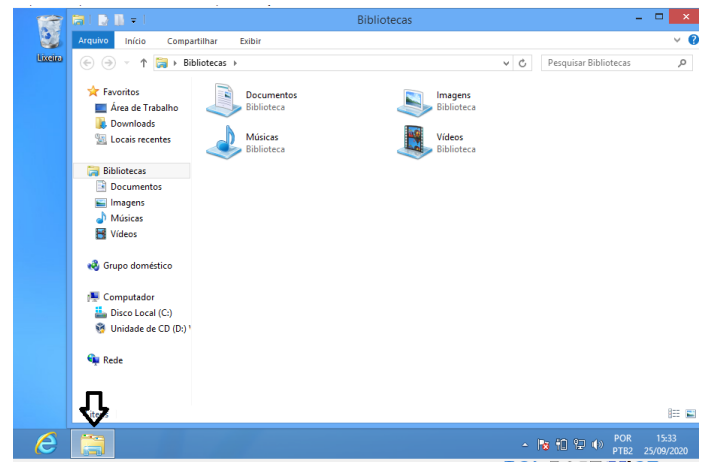 Bibliotecas
Lixeira
Arquivo Início Compartilhar Exibir
Bibliotecas
Pesquisar Bibliotecas
Favoritos
Área de Trabalho
Downloads
Locais recentes
Bibliotecas
Documentos
Imagens
Músicas
Vídeos
Grupo doméstico
Computador
Disco Local (C:)
Unidade de CD (D:)
Rede
Documentos
Biblioteca
Imagens
Biblioteca
Músicas
Biblioteca
Vídeos
Biblioteca
POR 15:33
PTB2 25/09/2020